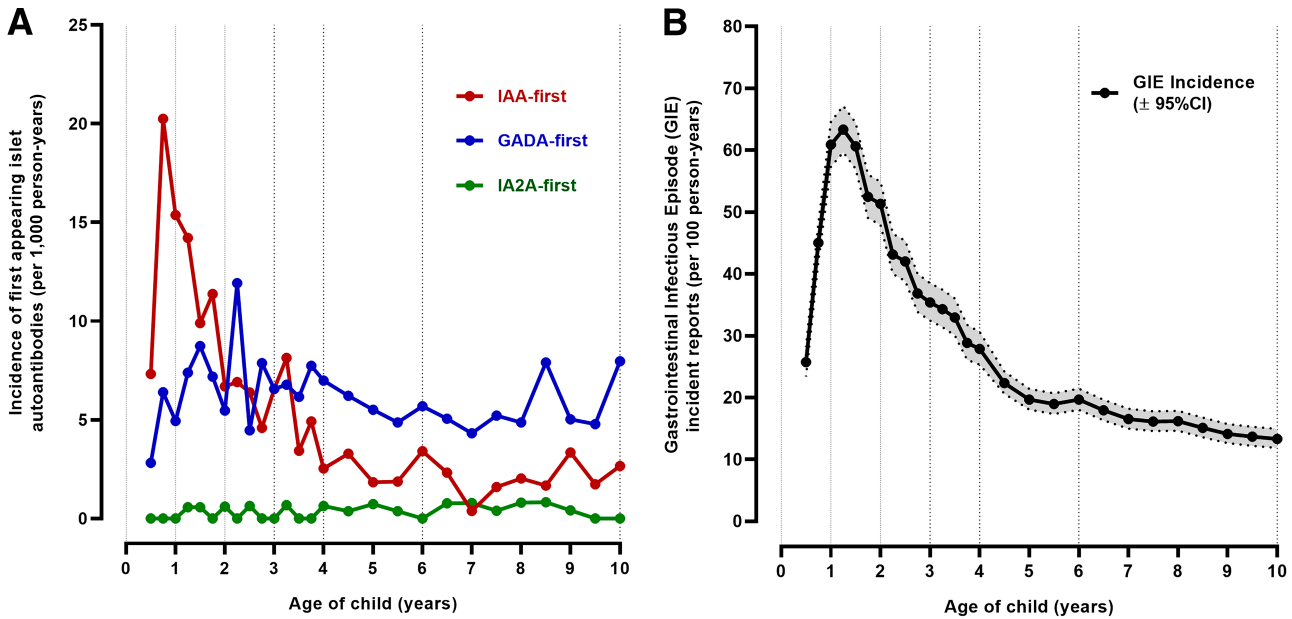 A
Incidence of first appearing islet
autoantibodies (per 1,000 person-years)
25
20
15
10
5
0
IAA-first
GADA-first
IA2A-first
0 1 2 3 4 5 6 7 8 9 10
Age of child (years)
B
Gastrointestinal Infectious Episode (GIE)
incident reports (per 100 person-years)
80
70
60
50
40
30
20
10
0
GIE Incidence
(± 95%CI)
0 1 2 3 4 5 6 7 8 9 10
Age of child (years)